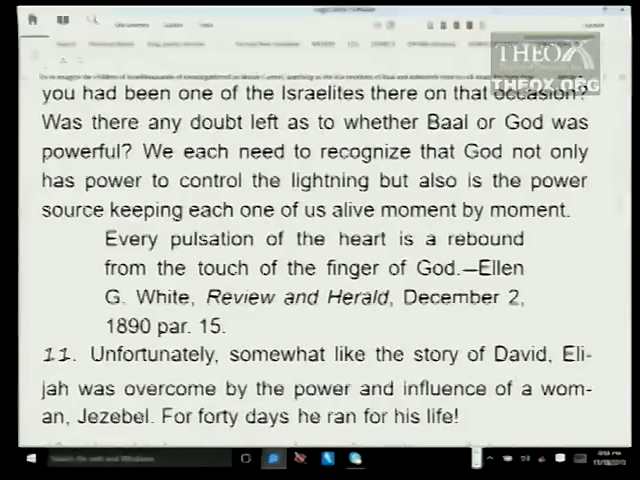 THEOX
THEOX.ORG
you had been one of the Israelites there on that occasion?
Was there any doubt left as to whether Baal or God was
powerful? We each need to recognize that God not only
has power to control the lightning but also is the power
source keeping each one of us alive moment by moment.
Every pulsation of the heart is a rebound
from the touch of the finger of God.—Ellen
G. White, Review and Herald, December 2,
1890 par. 15.
11. Unfortunately, somewhat like the story of David, Eli-
jah was overcome by the power and influence of a wom-
an, Jezebel. For forty days he ran for his life!
Search the web and Windows